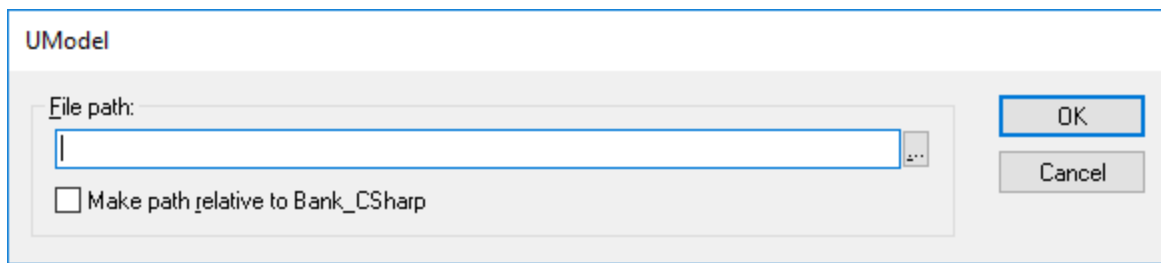 UModel
File path:
...
Make path relative to Bank_CSharp
OK
Cancel